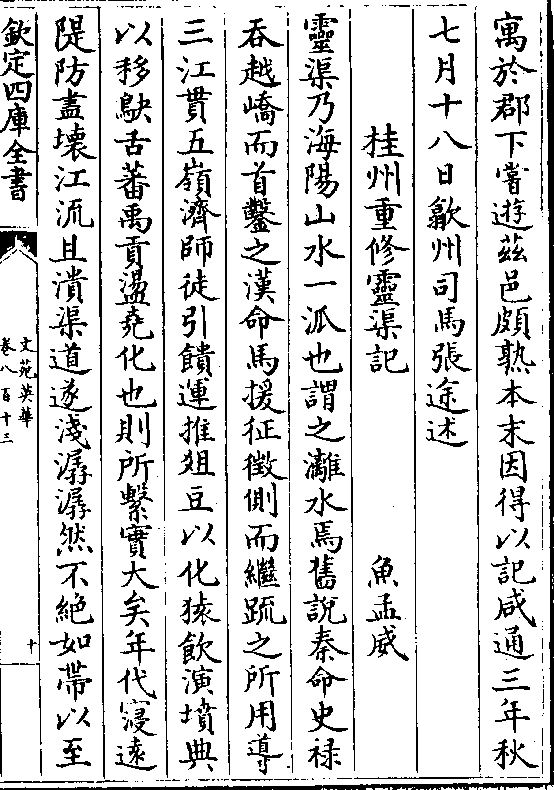 寓於郡下嘗遊茲邑頗熟本末因得以記咸通三年秋
七月十八日歙州司馬張途述
桂州重修靈渠記 魚孟威
靈渠乃海陽山水一派也謂之灕水焉舊說秦命史祿
吞越嶠而首鑿之漢命馬援征徵側而繼䟽之所用導
三江貫五嶺濟師徒引饋運推俎豆以化猿飲演墳典
以移鴃舌蕃禹貢盪堯化也則所繫實大矣年代寖遠
隄防盡壞江流且潰渠道遂淺潺潺然不絕如帶以至
欽定四庫全書
文苑英華
卷八百十三
十